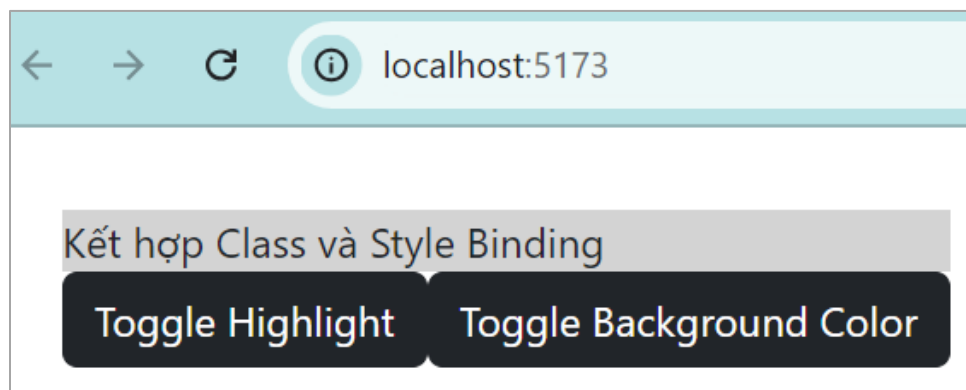 localhost:5173
Kết hợp Class và Style Binding
Toggle Highlight Toggle Background Color